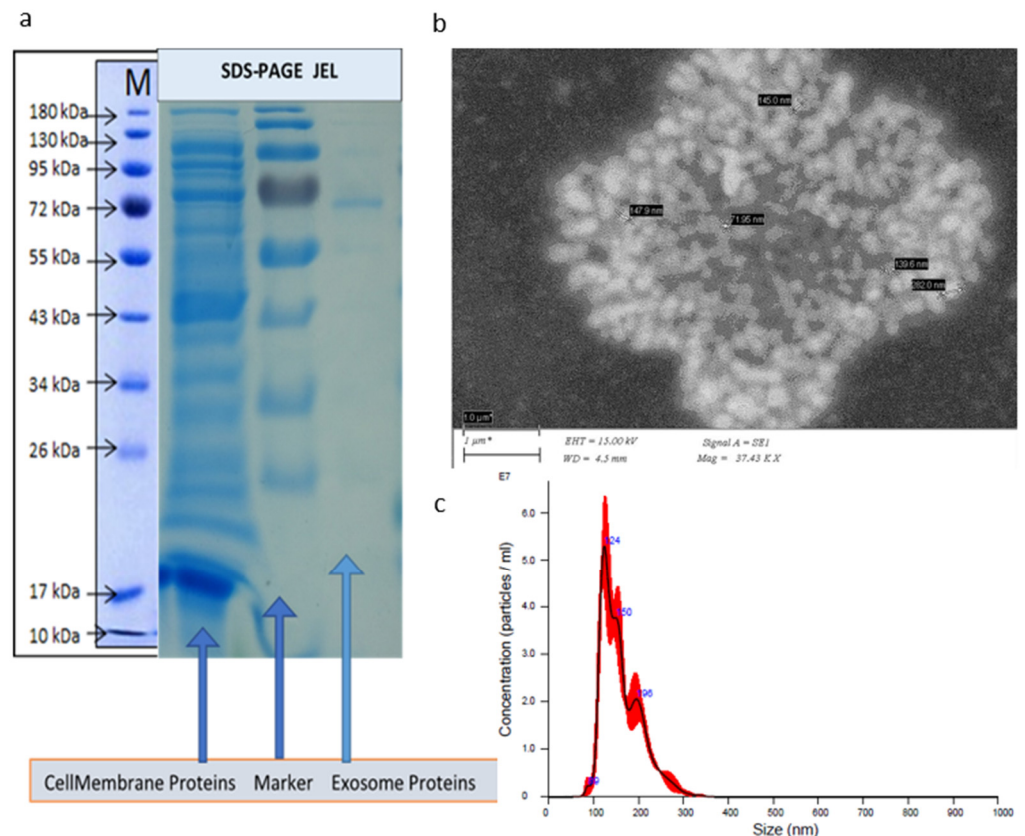 a
SDS-PAGE JEL
M
180 kDa
130 kDa
95 kDa
72 kDa
55 kDa
43 kDa
34 kDa
26 kDa
17 kDa
10 kDa
CellMembrane Proteins Marker Exosome Proteins
b
145.0 nm
147.9 nm
71.95 nm
139.6 nm
282.0 nm
1.0 µm*
1 µm* EHT = 15.00 kV Signal A = SE1
WD = 4.5 mm Mag = 37.43 K X
E7
c
Concentration (particles / ml)
6.0
5.0
4.0
3.0
2.0
1.0
0
124
150
196
0 100 200 300 400 500 600 700 800 900 1000
Size (nm)